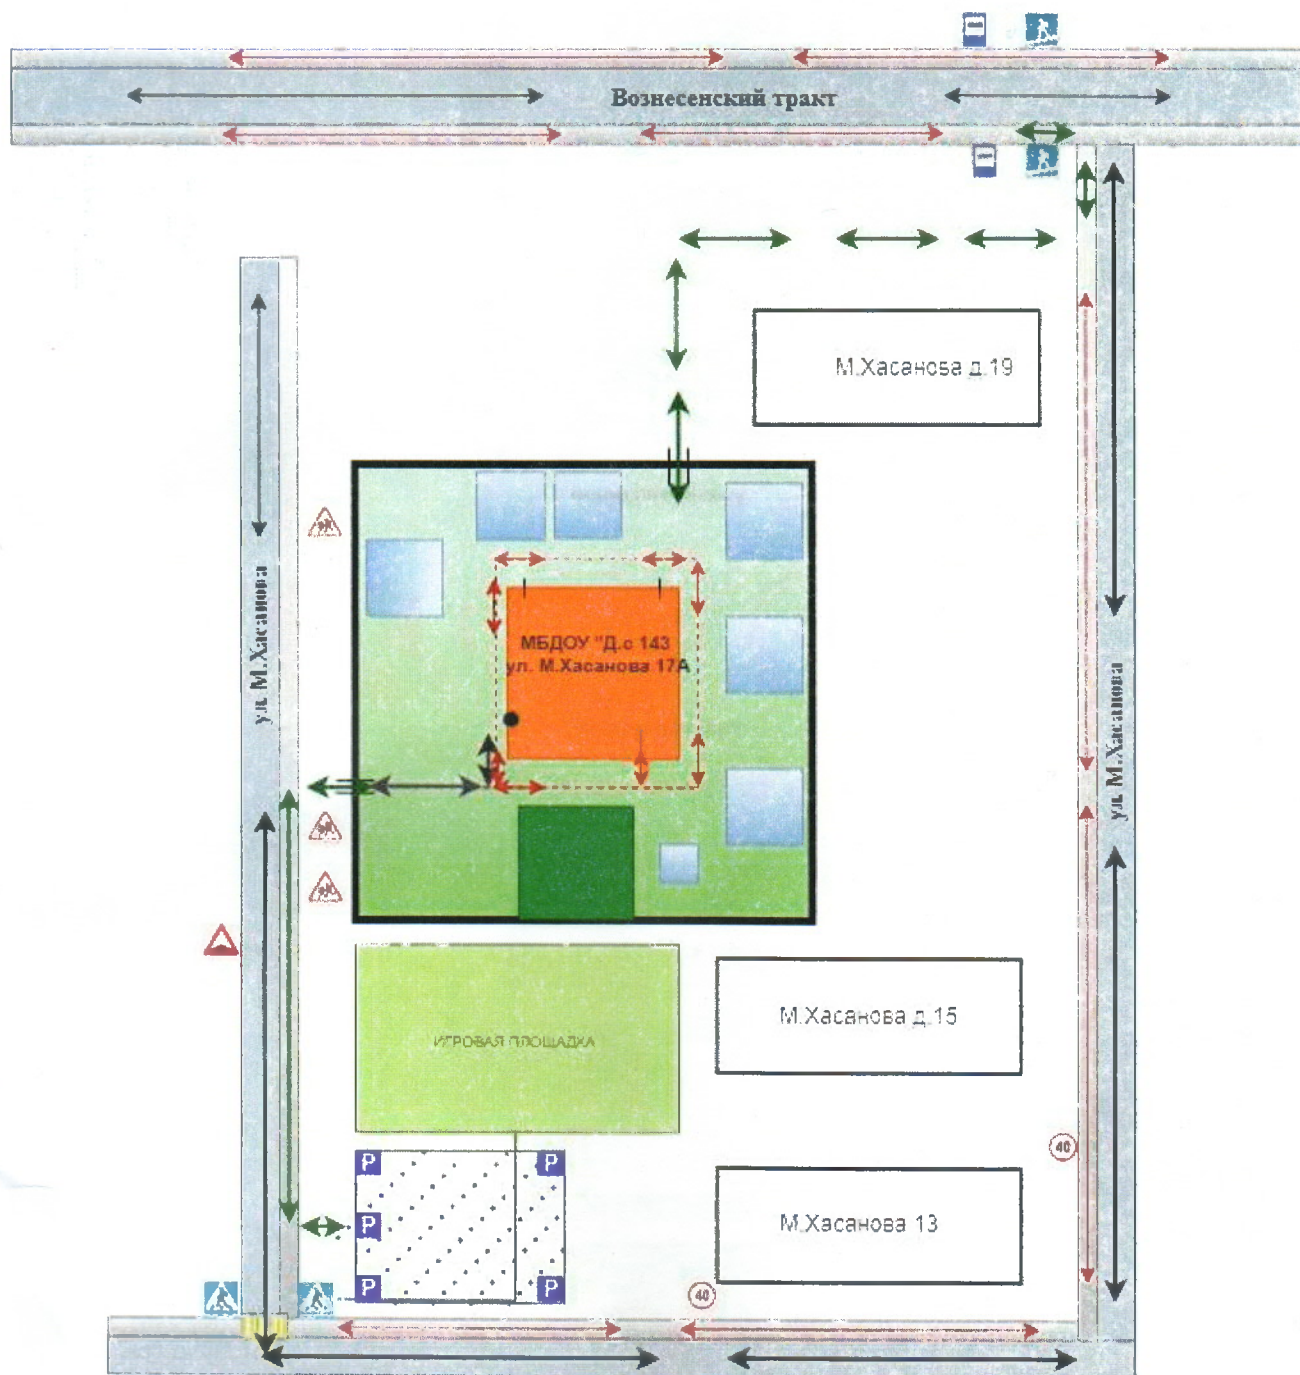 Вознесенский тракт
М.Хасанова д.19
ул. М.Хасанова
МБДОУ "Д.с 143
ул. М.Хасанова 17А
ул. М.Хасанова
М.Хасанова д.15
ИГРОВАЯ ПЛОЩАДКА
40
P
P
P
М.Хасанова 13
P
P
40